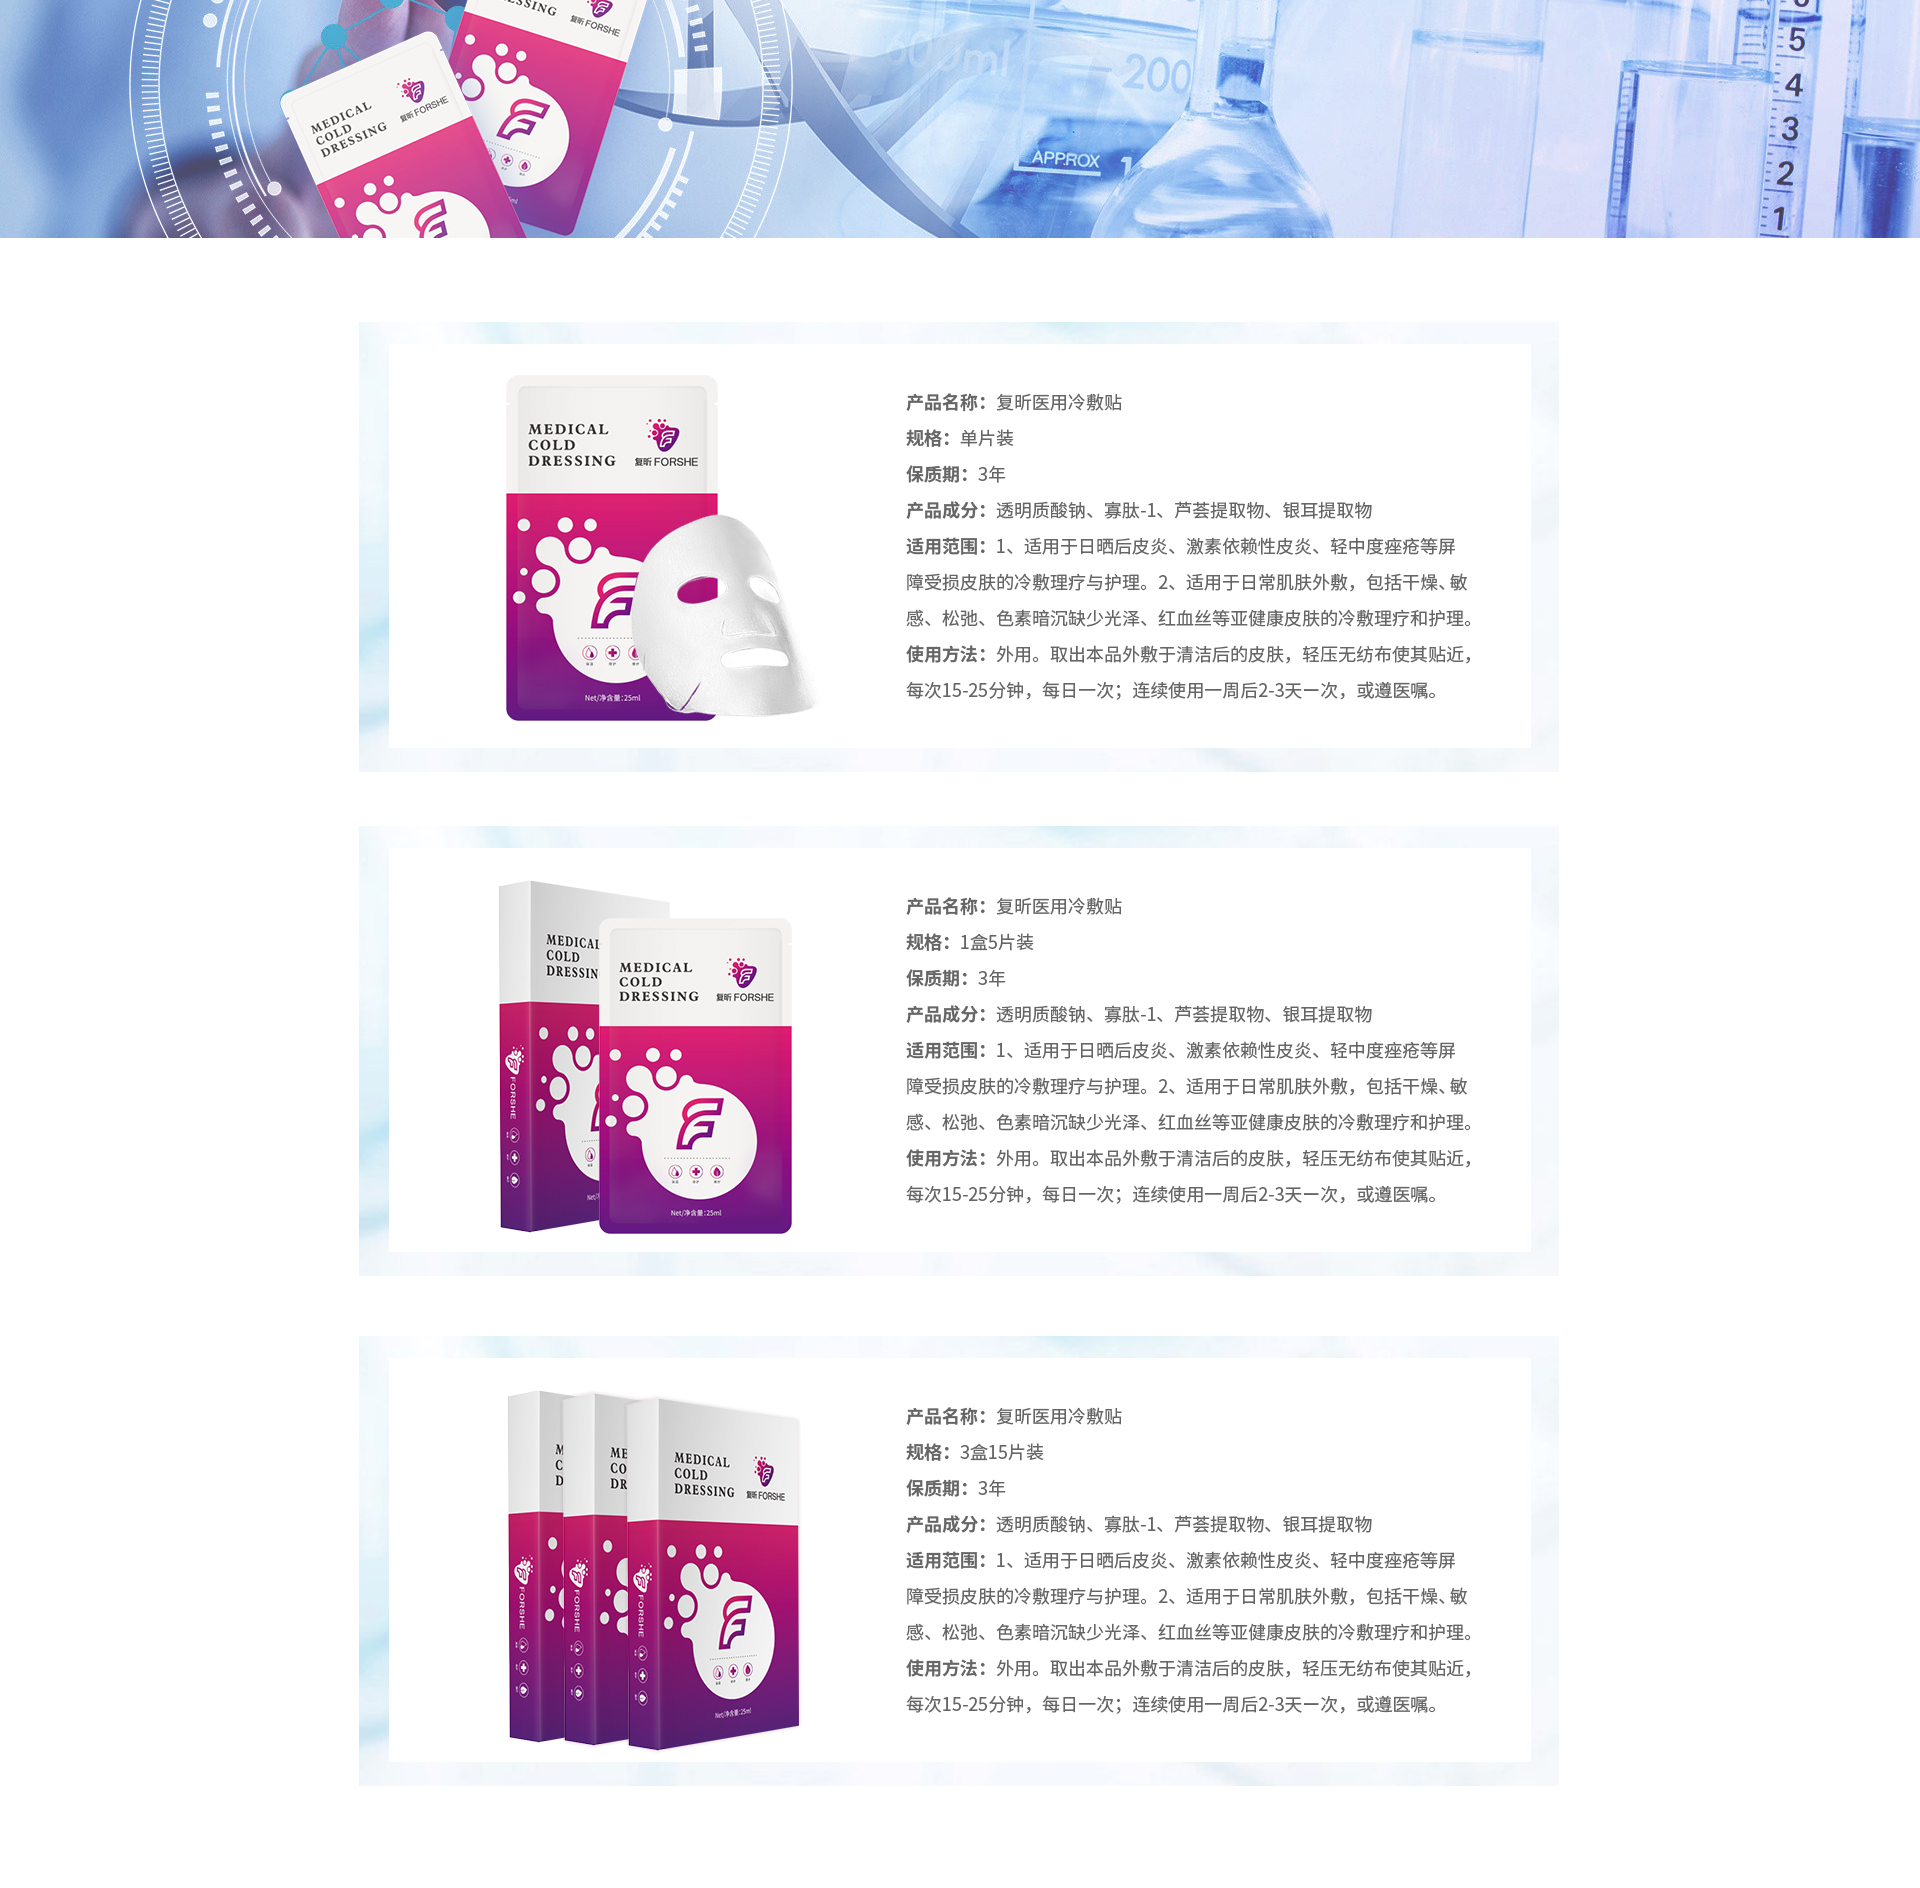 SSING
复昕 FORSHE
MEDICAL
COLD
DRESSING
复昕 FORSHE
200
APPROX
5
4
3
2
1
MEDICAL
COLD
DRESSING
复昕 FORSHE
Net/净含量:25ml
产品名称：复昕医用冷敷贴
规格：单片装
保质期：3年
产品成分：透明质酸钠、寡肽-1、芦荟提取物、银耳提取物
适用范围：1、适用于日晒后皮炎、激素依赖性皮炎、轻中度痤疮等屏
障受损皮肤的冷敷理疗与护理。2、适用于日常肌肤外敷，包括干燥、敏
感、松弛、色素暗沉缺少光泽、红血丝等亚健康皮肤的冷敷理疗和护理。
使用方法：外用。取出本品外敷于清洁后的皮肤，轻压无纺布使其贴近，
每次15-25分钟，每日一次；连续使用一周后2-3天一次，或遵医嘱。
MEDICAL
COLD
DRESSIN
FORSHE
MEDICAL
COLD
DRESSING
复昕 FORSHE
Net/净含量:25ml
产品名称：复昕医用冷敷贴
规格：1盒5片装
保质期：3年
产品成分：透明质酸钠、寡肽-1、芦荟提取物、银耳提取物
适用范围：1、适用于日晒后皮炎、激素依赖性皮炎、轻中度痤疮等屏
障受损皮肤的冷敷理疗与护理。2、适用于日常肌肤外敷，包括干燥、敏
感、松弛、色素暗沉缺少光泽、红血丝等亚健康皮肤的冷敷理疗和护理。
使用方法：外用。取出本品外敷于清洁后的皮肤，轻压无纺布使其贴近，
每次15-25分钟，每日一次；连续使用一周后2-3天一次，或遵医嘱。
FORSHE
FORSHE
FORSHE
MEDICAL
COLD
DRESSING
复昕 FORSHE
Net/净含量:25ml
产品名称：复昕医用冷敷贴
规格：3盒15片装
保质期：3年
产品成分：透明质酸钠、寡肽-1、芦荟提取物、银耳提取物
适用范围：1、适用于日晒后皮炎、激素依赖性皮炎、轻中度痤疮等屏
障受损皮肤的冷敷理疗与护理。2、适用于日常肌肤外敷，包括干燥、敏
感、松弛、色素暗沉缺少光泽、红血丝等亚健康皮肤的冷敷理疗和护理。
使用方法：外用。取出本品外敷于清洁后的皮肤，轻压无纺布使其贴近，
每次15-25分钟，每日一次；连续使用一周后2-3天一次，或遵医嘱。